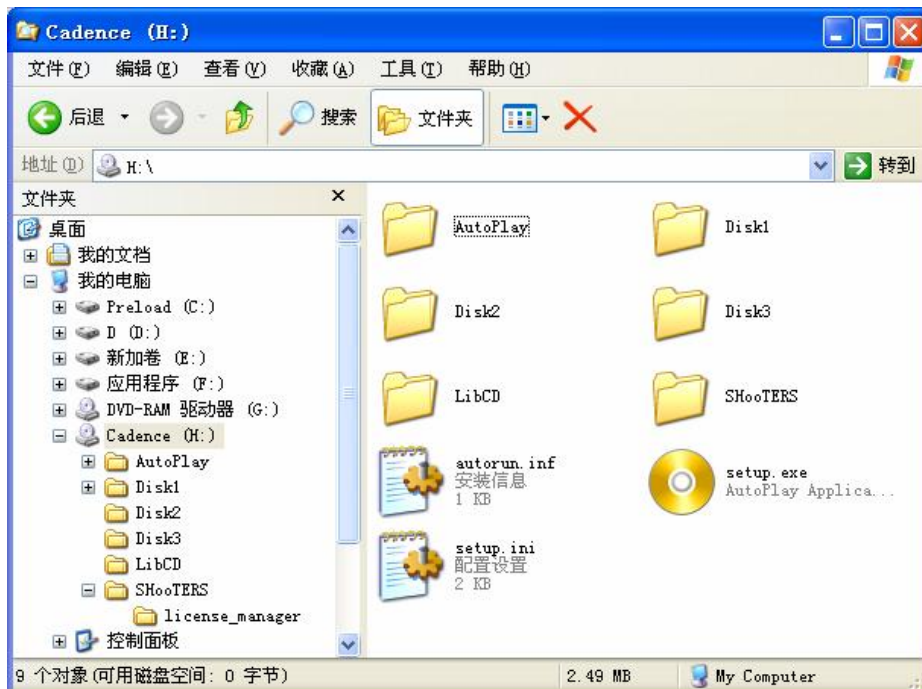 Cadence (H:)
文件(F) 编辑(E) 查看(V) 收藏(A) 工具(T) 帮助(H)
后退 搜索 文件夹
地址(D) H:\ 转到
文件夹
桌面
我的文档
我的电脑
Preload (C:)
D (D:)
新加卷 (E:)
应用程序 (F:)
DVD-RAM 驱动器 (G:)
Cadence (H:)
AutoPlay
Disk1
Disk2
Disk3
LibCD
SHooTERS
license_manager
控制面板
AutoPlay
Disk1
Disk2
Disk3
LibCD
SHooTERS
autorun.inf
安装信息
1 KB
setup.exe
AutoPlay Applica...
setup.ini
配置设置
2 KB
9 个对象(可用磁盘空间: 0 字节) 2.49 MB My Computer